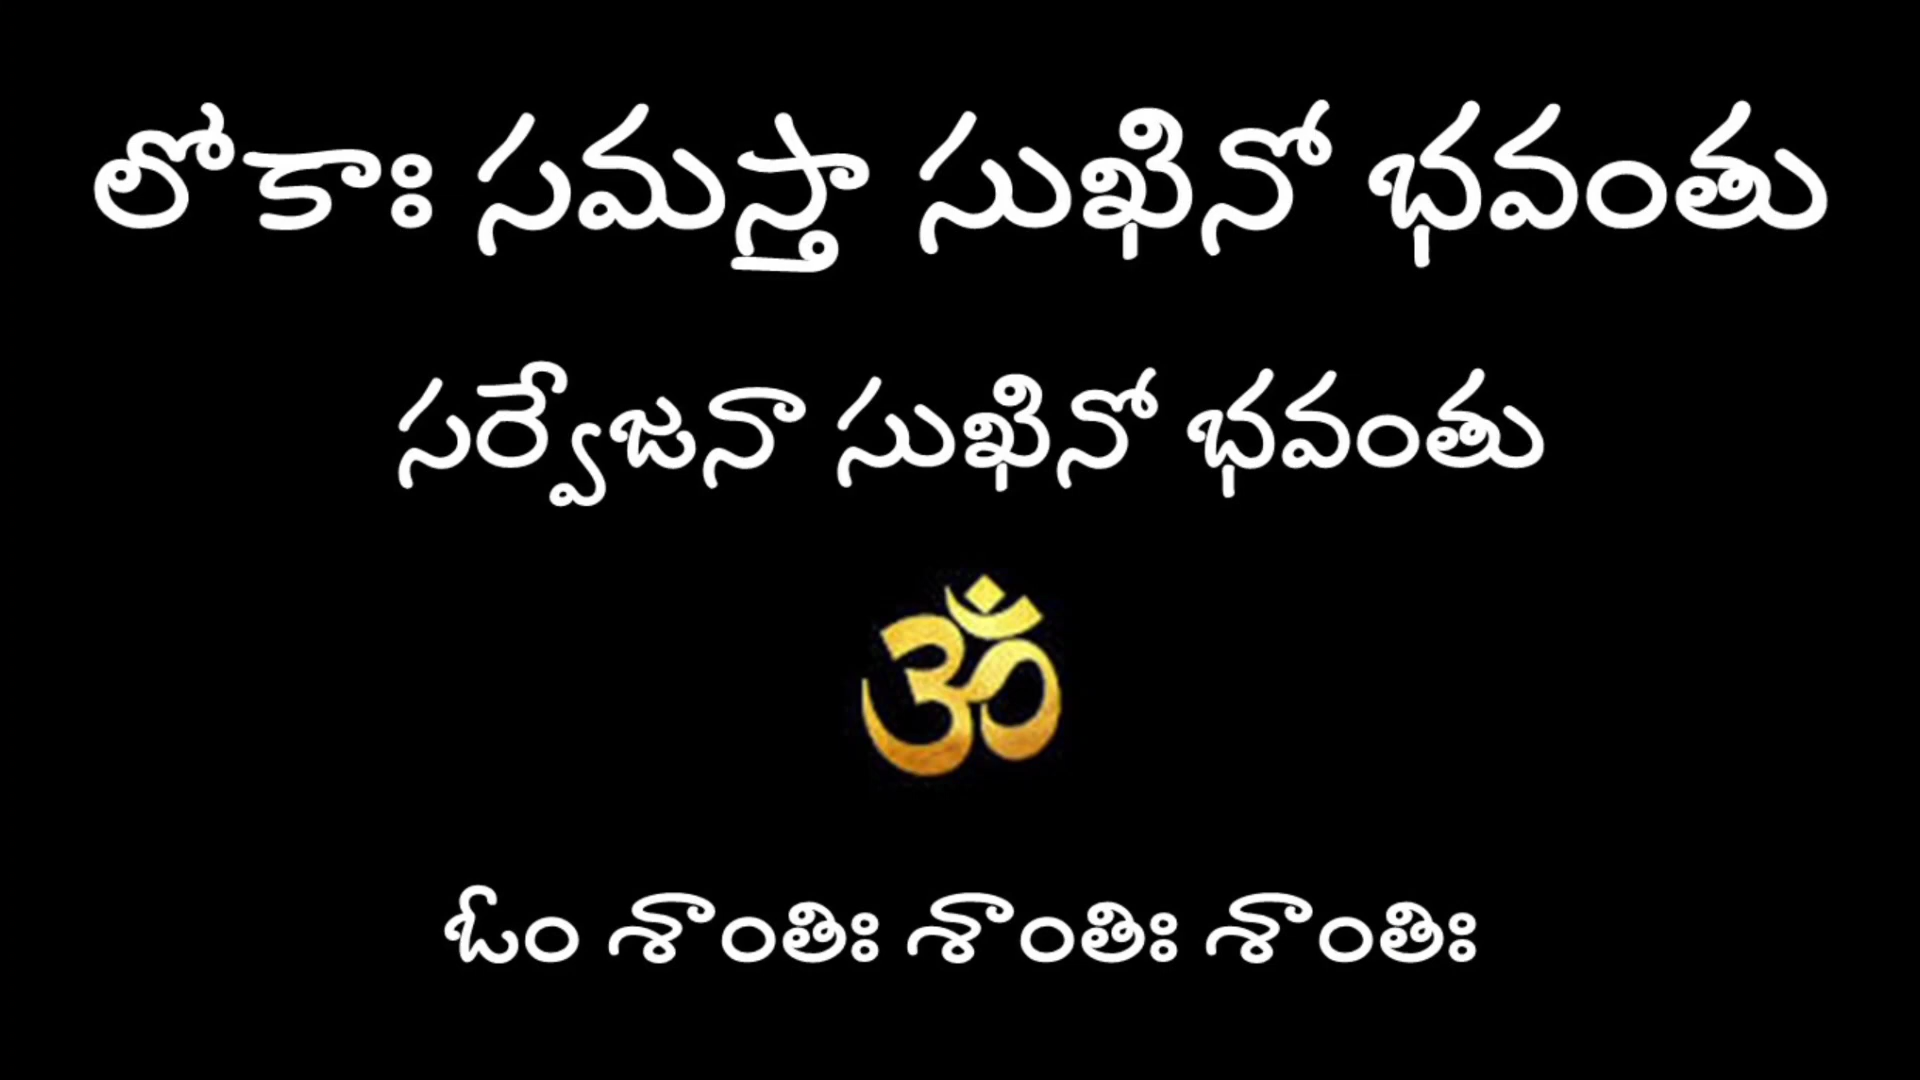 లోకాః సమస్తా సుఖినో భవంతు
సర్వేజనా సుఖినో భవంతు
ॐ
ఓం శాంతిః శాంతిః శాంతిః